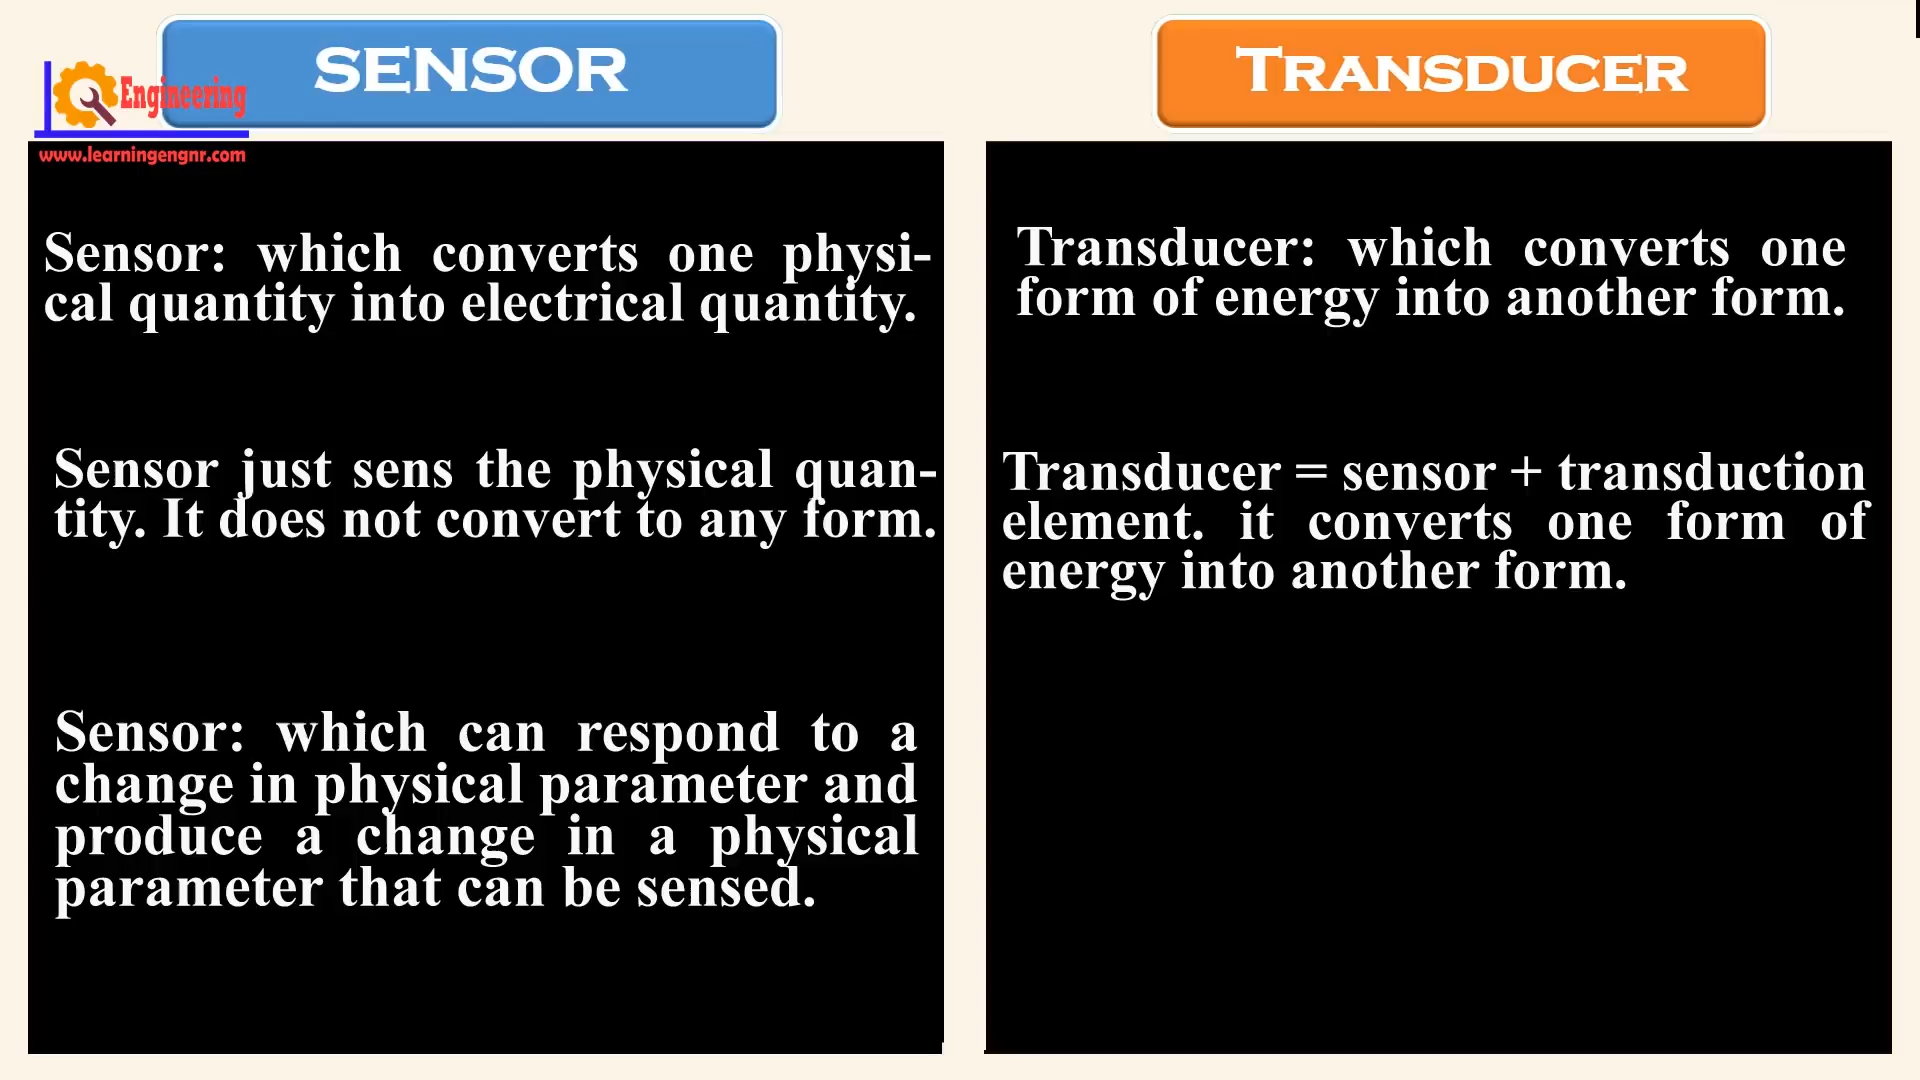 SENSOR
TRANSDUCER
Engineering
www.learningengnr.com
Sensor: which converts one physi-
cal quantity into electrical quantity.
Sensor just sens the physical quan-
tity. It does not convert to any form.
Sensor: which can respond to a
change in physical parameter and
produce a change in a physical
parameter that can be sensed.
Transducer: which converts one
form of energy into another form.
Transducer = sensor + transduction
element. it converts one form of
energy into another form.